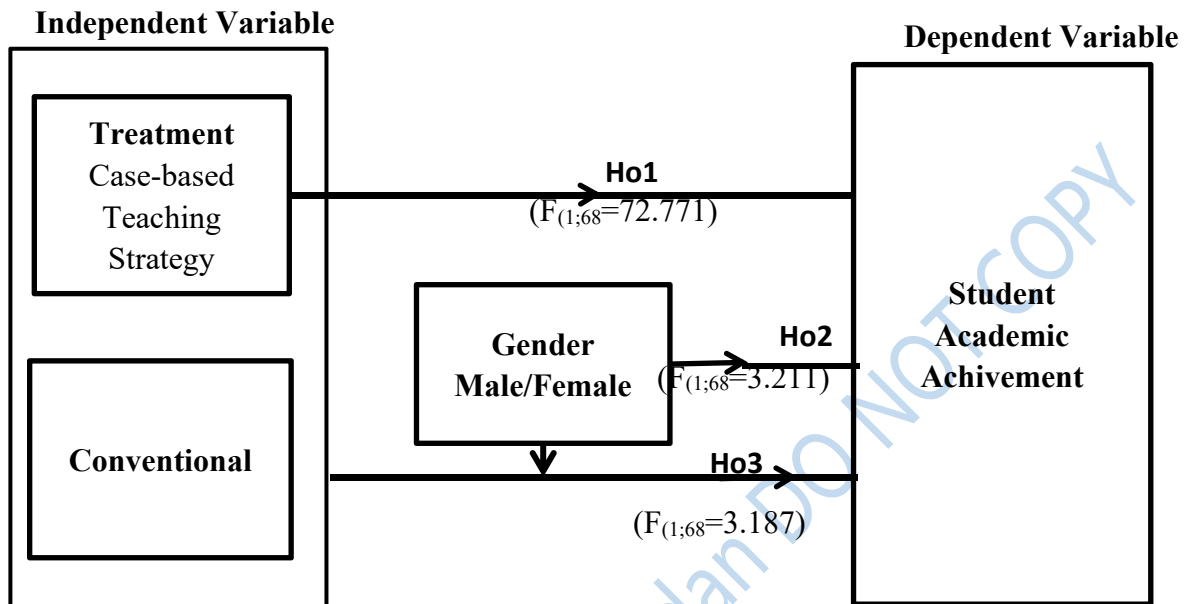 Independent Variable
Dependent Variable
Treatment
Case-based
Teaching
Strategy
Ho1
(F(1;68=72.771)
Gender
Male/Female
Ho2
(F(1;68=3.211)
Student
Academic
Achivement
Conventional
Ho3
(F(1;68=3.187)
dan DO NOT COPY